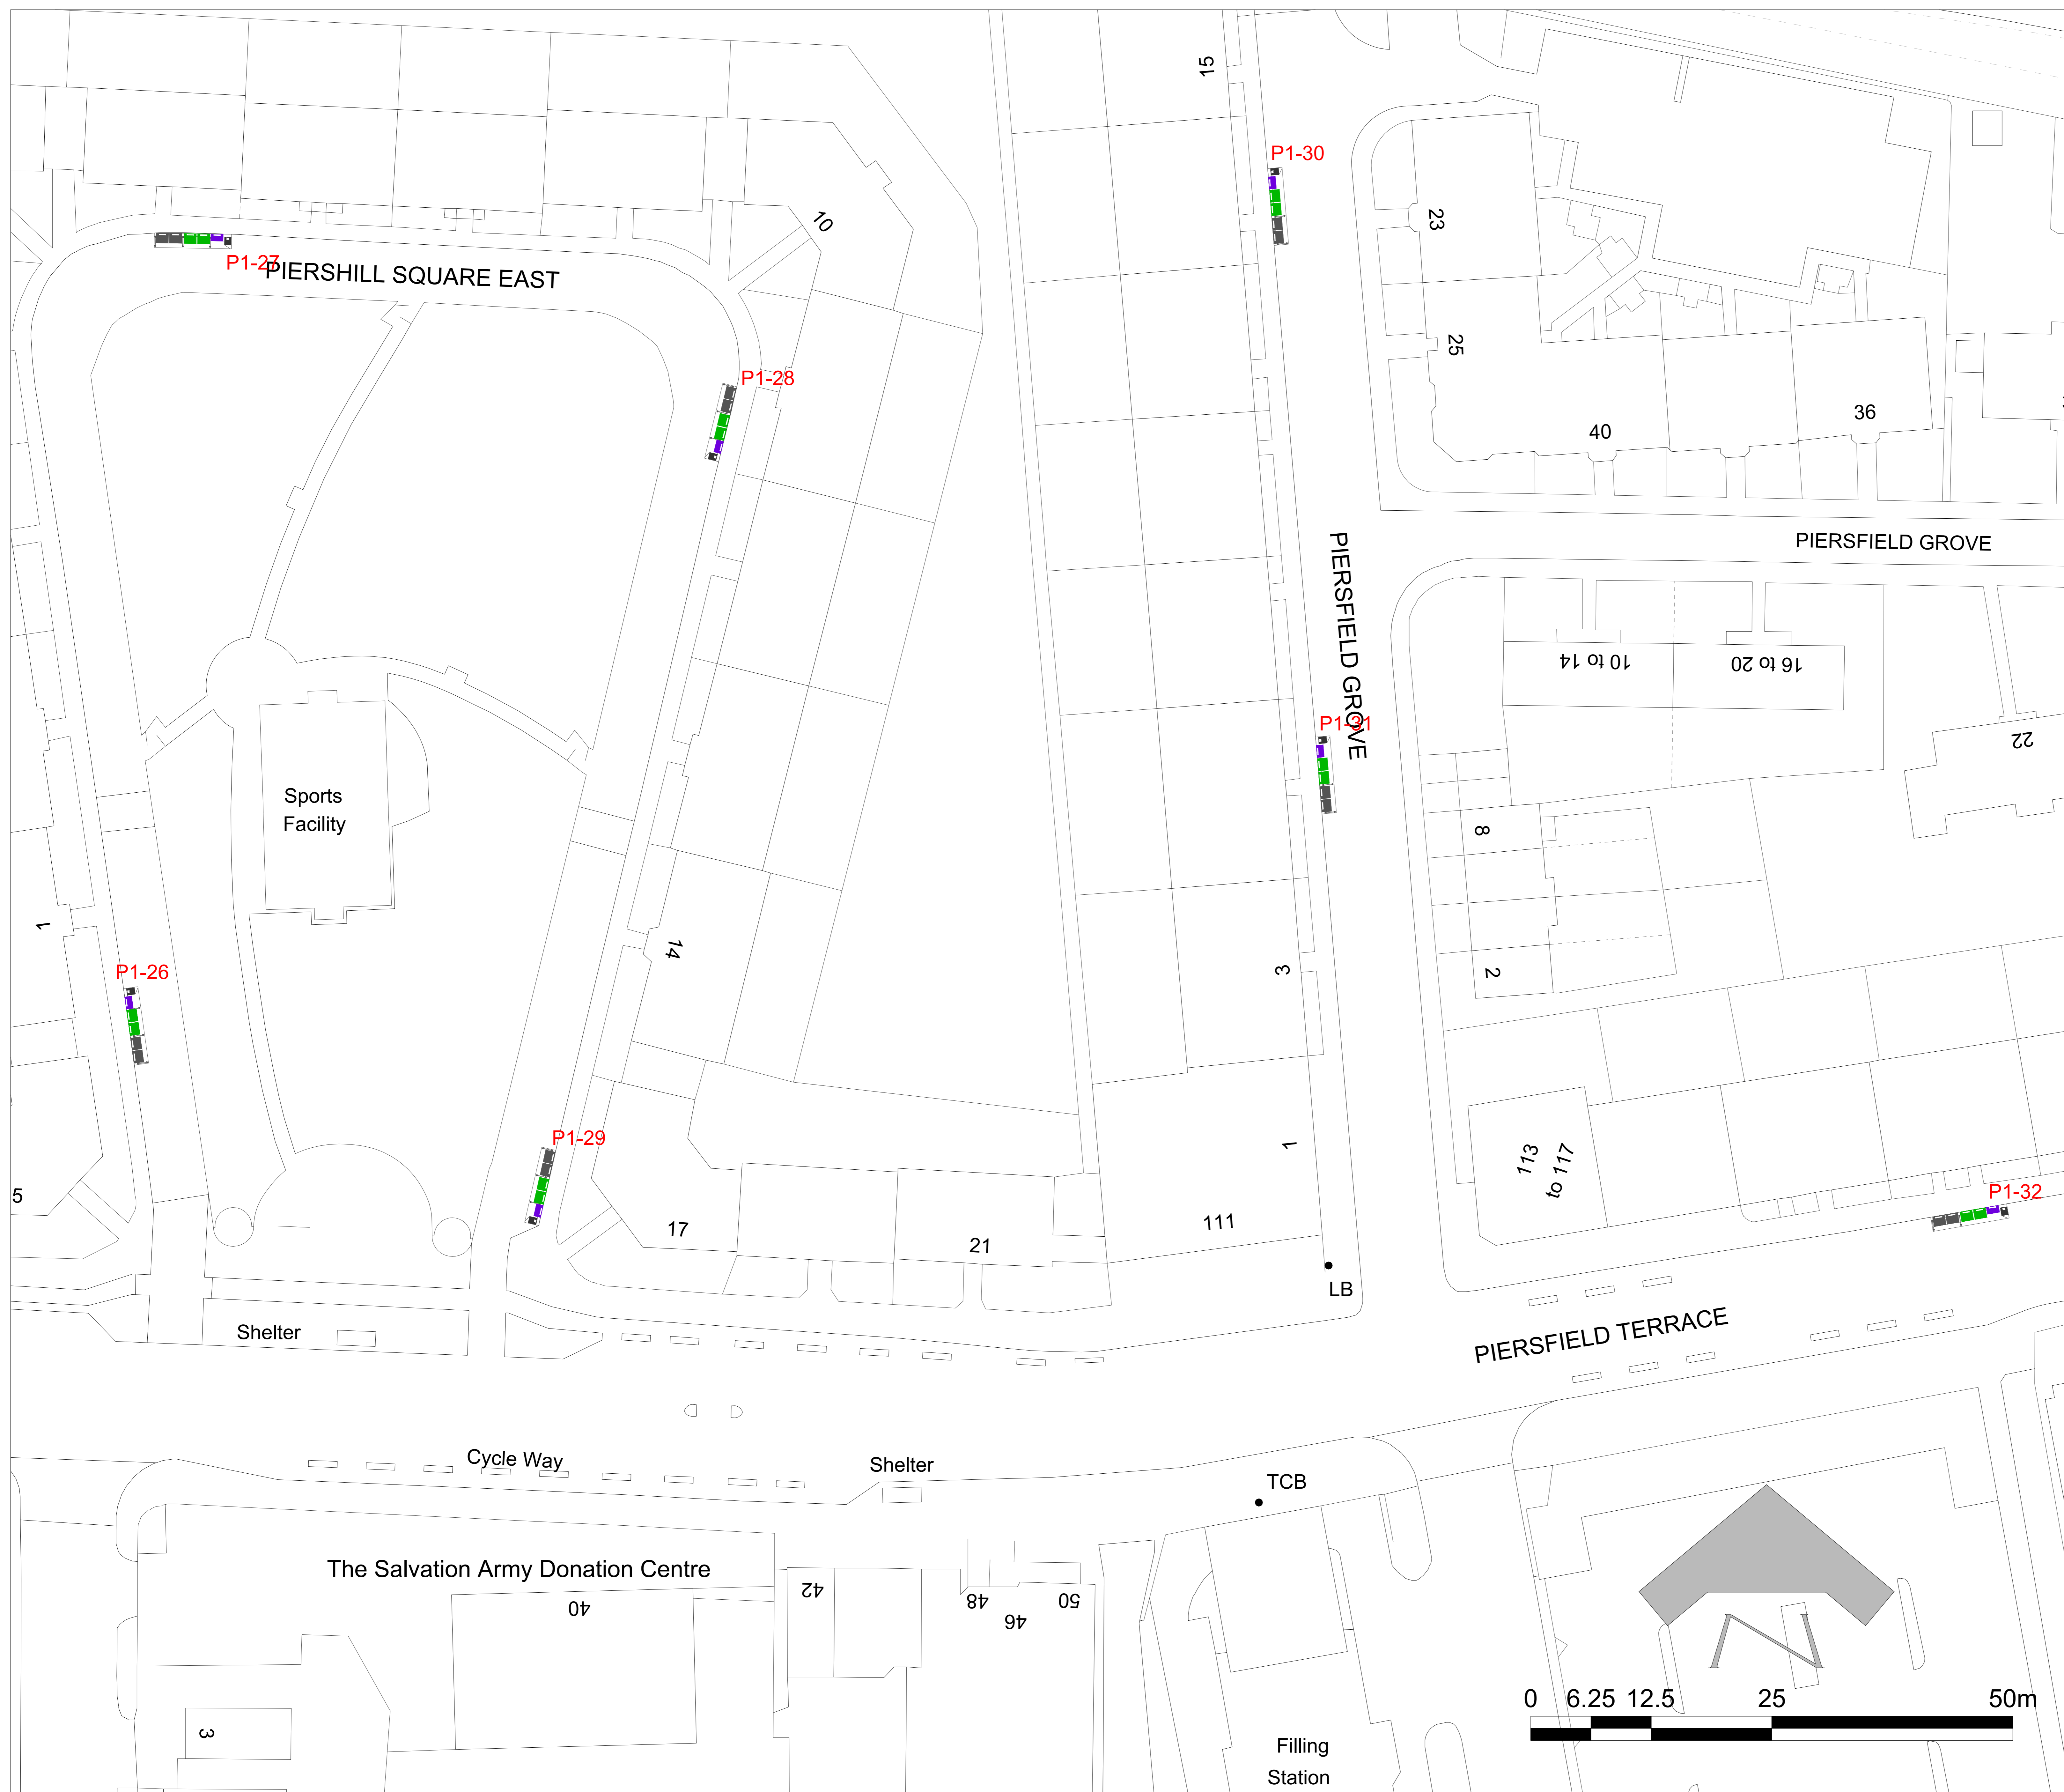 15
P1-30
10
23
P1-27
PIERSHILL SQUARE EAST
25
P1-28
36
40
PIERSFIELD GROVE
PIERSFIELD GROVE
10 to 14
16 to 20
P1-31
22
Sports
Facility
8
1
14
P1-26
3
2
P1-29
1
113
to 117
5
P1-32
17
21
111
LB
Shelter
PIERSFIELD TERRACE
Cycle Way
Shelter
TCB
The Salvation Army Donation Centre
40
42
48
46
50
N
3
0 6.25 12.5 25 50m
Filling
Station